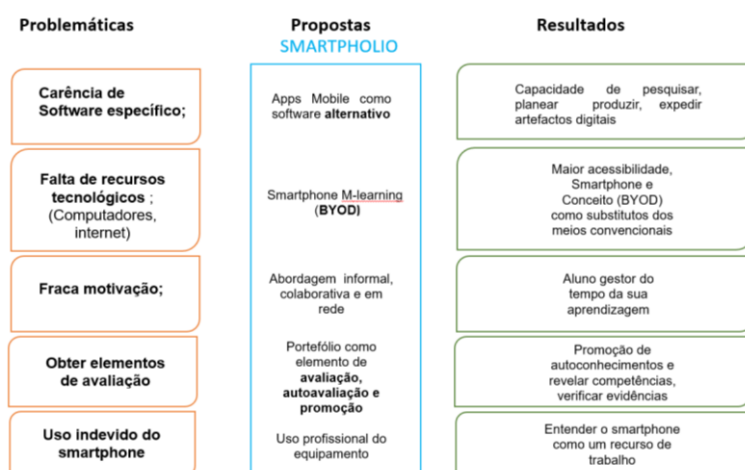 Problemáticas
Propostas
SMARTPHOLIO
Resultados
Carência de
Software específico;
Apps Mobile como
software alternativo
Capacidade de pesquisar,
planear produzir, expedir
artefactos digitais
Falta de recursos
tecnológicos ;
(Computadores,
internet)
Smartphone M-learning
(BYOD)
Maior acessibilidade,
Smartphone e
Conceito (BYOD)
como substitutos dos
meios convencionais
Fraca motivação;
Abordagem informal,
colaborativa e em
rede
Aluno gestor do
tempo da sua
aprendizagem
Obter elementos
de avaliação
Portefólio como
elemento de
avaliação,
autoavaliação e
promoção
Promoção de
autoconhecimentos e
revelar competências,
verificar evidências
Uso indevido do
smartphone
Uso profissional do
equipamento
Entender o smartphone
como um recurso de
trabalho